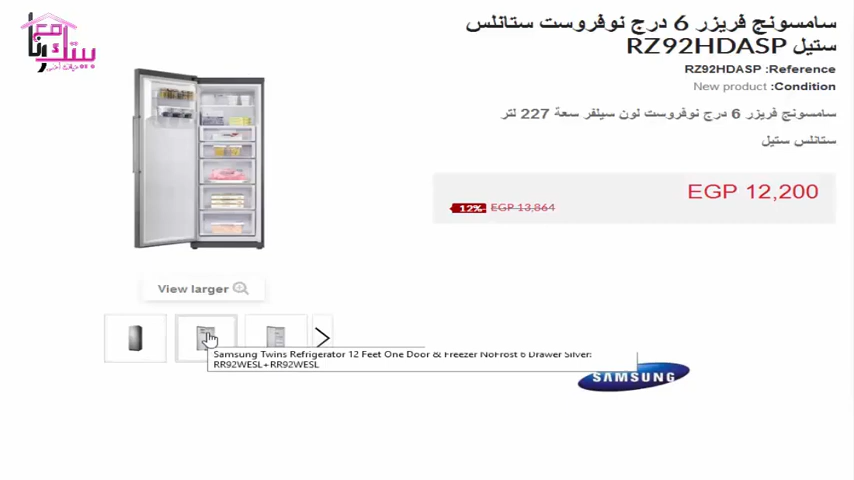 سامسونج فريزر 6 درج نوفروست ستانلس
ستيل RZ92HDASP
RZ92HDASP :Reference
New product :Condition
سامسونج فريزر 6 درج نوفروست لون سيلفر سعة 227 لتر
ستانلس ستيل
EGP 12,200
12% EGP 13,864
View larger
Samsung Twins Refrigerator 12 Feet One Door & Freezer NoFrost 6 Drawer Silver:
RR92WESL+RR92WESL
SAMSUNG